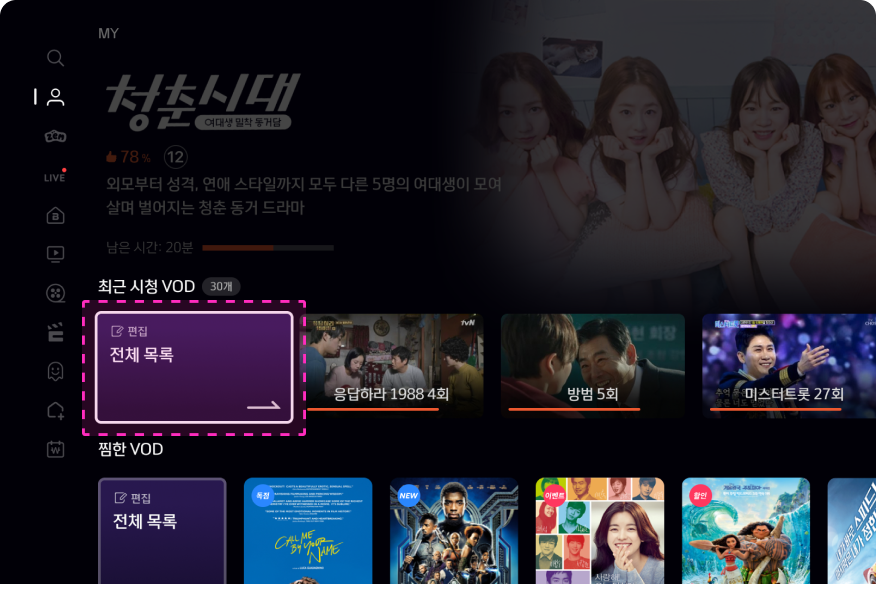 MY
청춘시대
여대생 밀착 동거담
78%
12
LIVE
외모부터 성격, 연애 스타일까지 모두 다른 5명의 여대생이 모여
살며 벌어지는 청춘 동거 드라마
남은 시간: 20분
최근 시청 VOD 30개
편집
전체 목록
tvN
응답하라 1988 4회
방범 5회
미스터트롯 27회
찜한 VOD
편집
전체 목록
독점
CALL ME
BY YOUR
NAME
NEW
이벤트
사랑해
할인